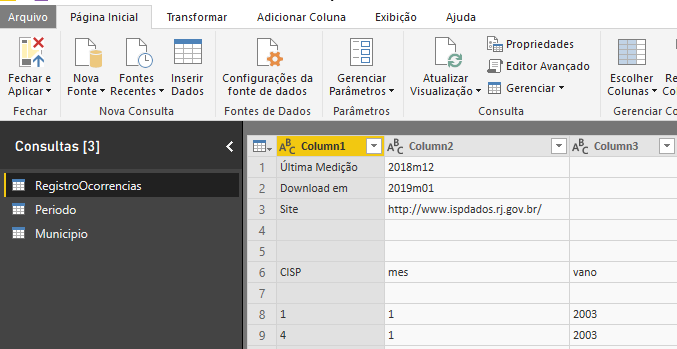 Arquivo Página Inicial Transformar Adicionar Coluna Exibição Ajuda
Fechar e Aplicar
Nova Fonte
Fontes Recentes
Inserir Dados
Configurações da fonte de dados
Gerenciar Parâmetros
Atualizar Visualização
Propriedades
Editor Avançado
Gerenciar
Escolher Colunas
Fechar Nova Consulta Fontes de Dados Parâmetros Consulta Gerenciar
Consultas [3]
RegistroOcorrencias
Periodo
Municipio
ABC Column1 ABC Column2 ABC Column3
1 Última Medição 2018m12
2 Download em 2019m01
3 Site http://www.ispdados.rj.gov.br/
4
5
6 CISP mes vano
7
8 1 1 2003
9 4 1 2003